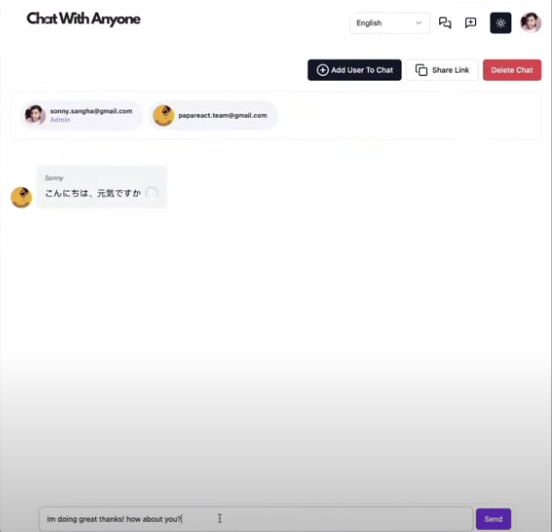 Chat With Anyone
English
Add User To Chat
Share Link
Delete Chat
sonny.sangha@gmail.com
Admin
papareact.team@gmail.com
Sonny
こんにちは、元気ですか
Im doing great thanks! how about you?
Send